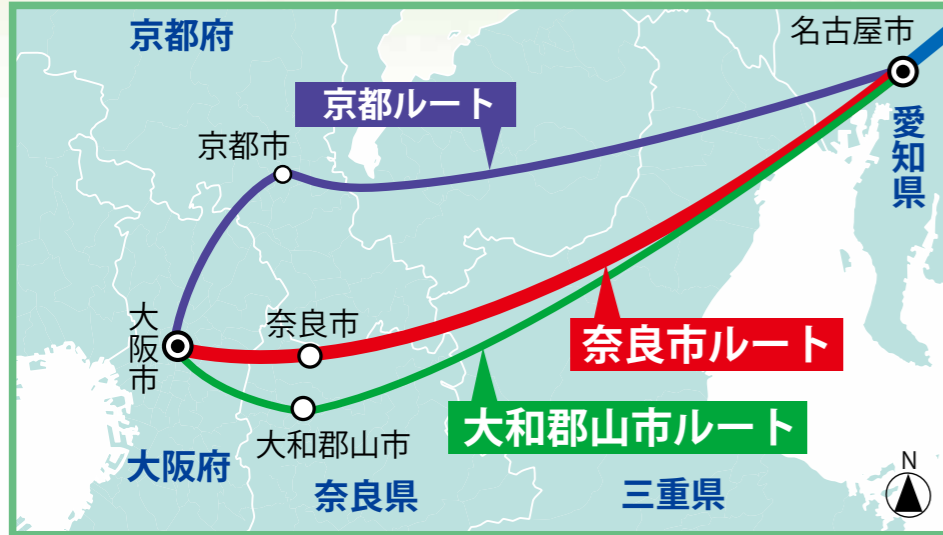 京都府
名古屋市
京都ルート
愛知県
京都市
大阪市
奈良市
奈良市ルート
大和郡山市ルート
大和郡山市
大阪府
奈良県
三重県
N